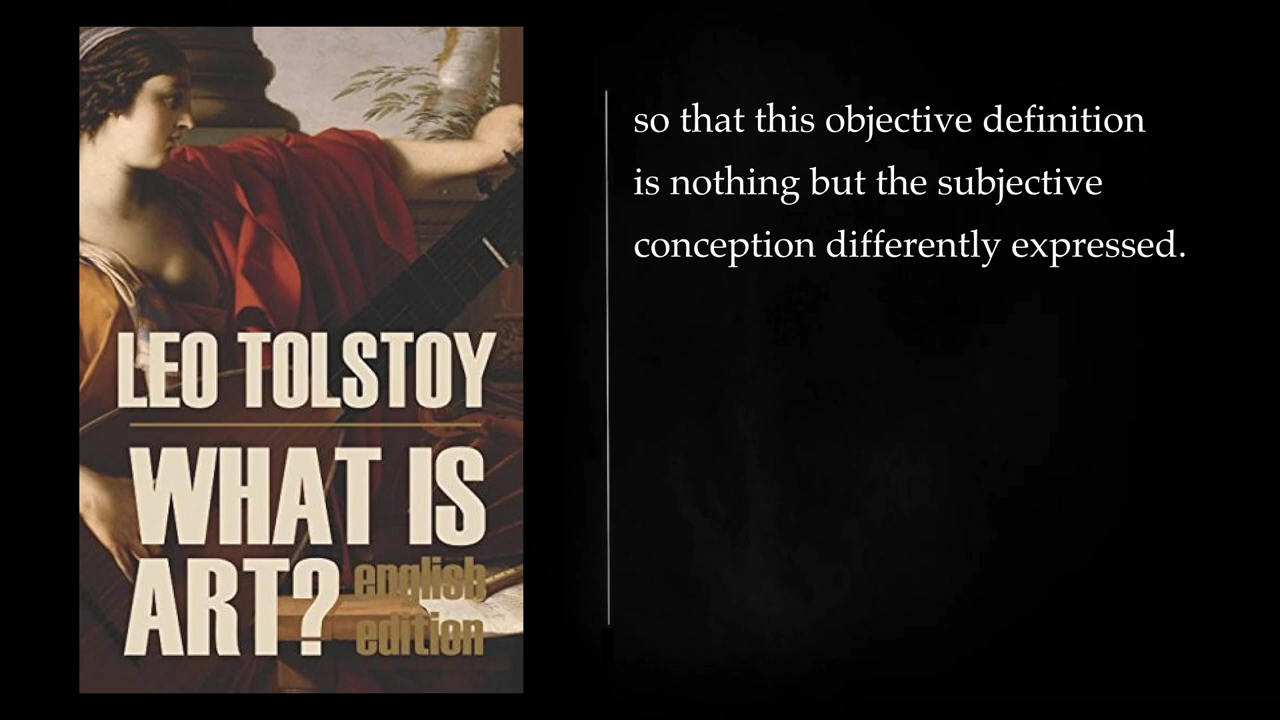 LEO TOLSTOY
WHAT IS
ART?
english
edition
so that this objective definition
is nothing but the subjective
conception differently expressed.